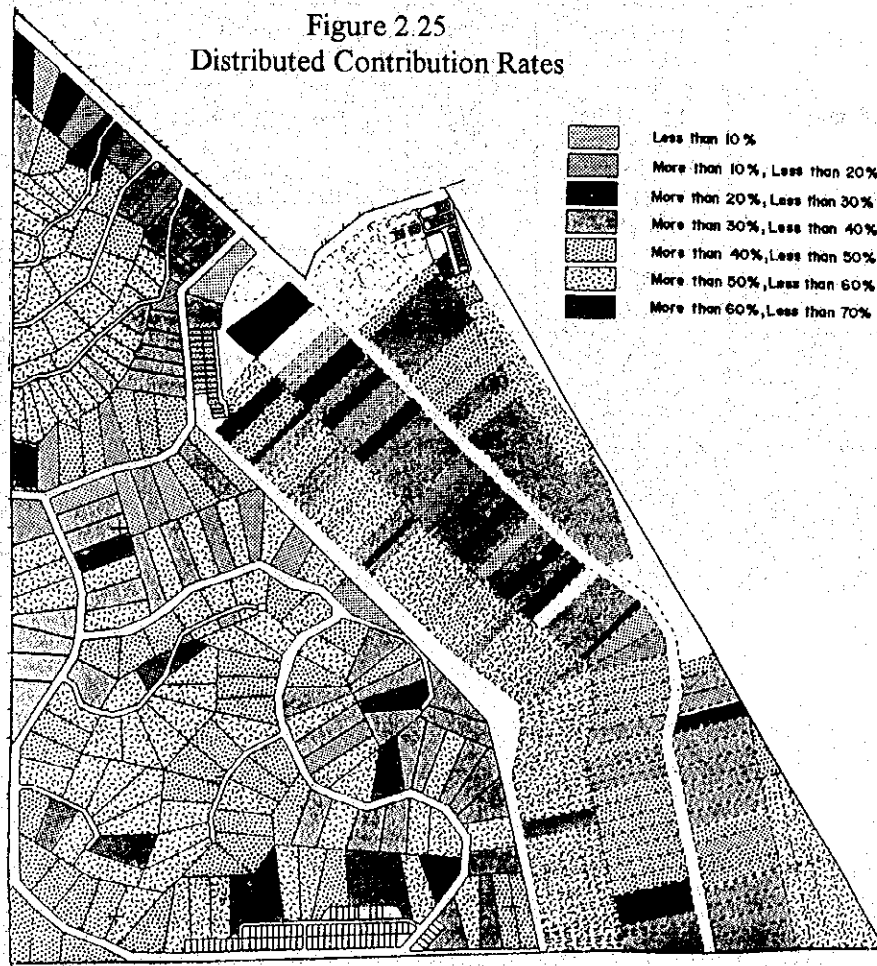 Figure 2.25
Distributed Contribution Rates
Less than 10%
More than 10%, Less than 20%
More than 20%, Less than 30%
More than 30%, Less than 40%
More than 40%, Less than 50%
More than 50%, Less than 60%
More than 60%, Less than 70%